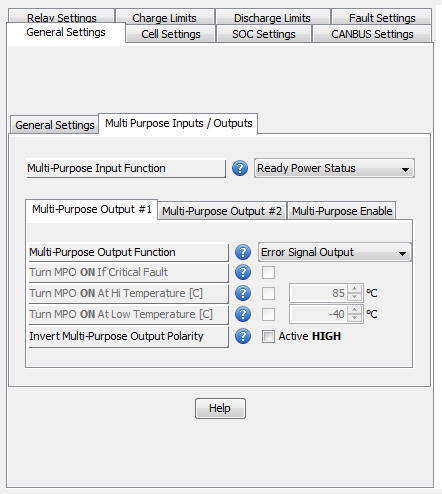 Relay Settings Charge Limits Discharge Limits Fault Settings
General Settings Cell Settings SOC Settings CANBUS Settings
General Settings Multi Purpose Inputs / Outputs
Multi-Purpose Input Function ? Ready Power Status
Multi-Purpose Output #1 Multi-Purpose Output #2 Multi-Purpose Enable
Multi-Purpose Output Function ? Error Signal Output
Turn MPO ON If Critical Fault ?
Turn MPO ON At Hi Temperature [C] ? 85 ºC
Turn MPO ON At Low Temperature [C] ? -40 ºC
Invert Multi-Purpose Output Polarity ? Active HIGH
Help